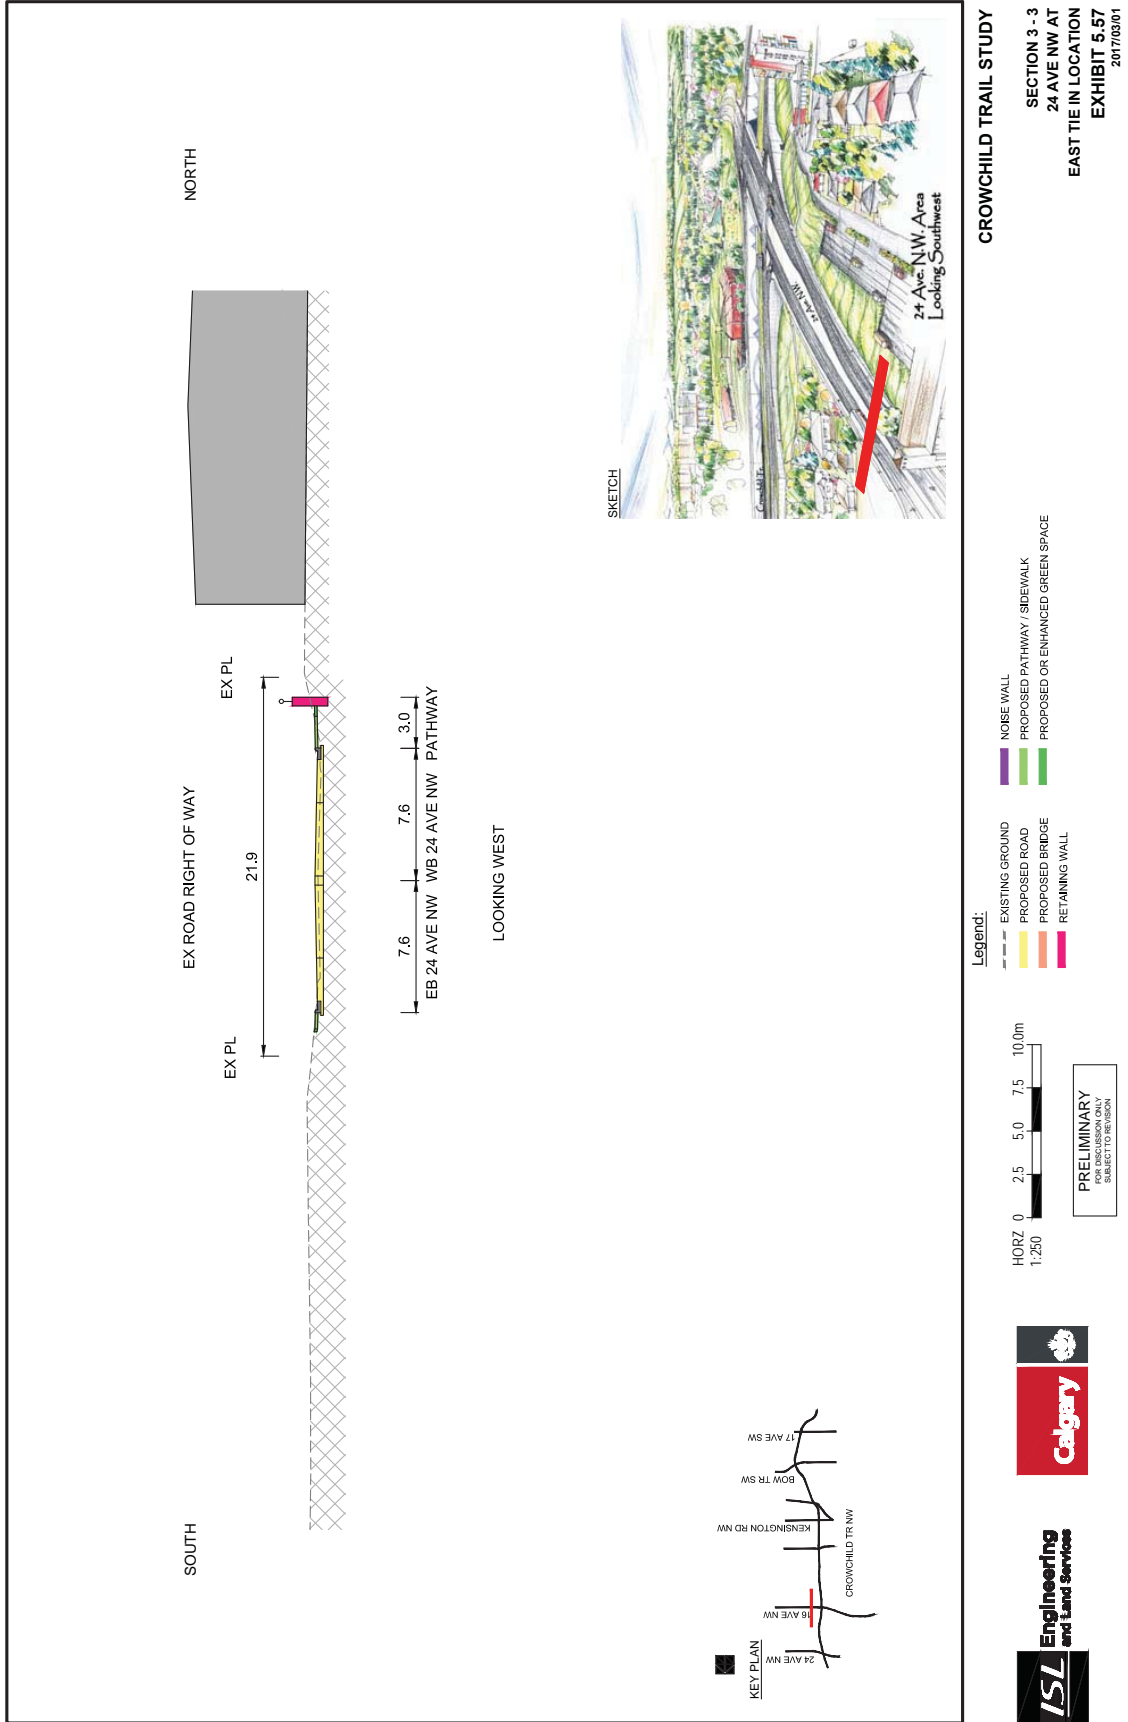 SOUTH
EX ROAD RIGHT OF WAY
NORTH
EX PL
EX PL
21.9
7.6
7.6
3.0
EB 24 AVE NW
WB 24 AVE NW
PATHWAY
LOOKING WEST
SKETCH
Crowchild Tr.
24 Ave. N.W.
24 Ave. N.W. Area
Looking Southwest
KEY PLAN
24 AVE NW
16 AVE NW
KENSINGTON RD NW
BOW TR SW
17 AVE SW
CROWCHILD TR NW
ISL
Engineering
and Land Services
Calgary
HORZ
1:250
0
2.5
5.0
7.5
10.0m
PRELIMINARY
FOR DISCUSSION ONLY
SUBJECT TO REVISION
Legend:
EXISTING GROUND
PROPOSED ROAD
PROPOSED BRIDGE
RETAINING WALL
NOISE WALL
PROPOSED PATHWAY / SIDEWALK
PROPOSED OR ENHANCED GREEN SPACE
CROWCHILD TRAIL STUDY
SECTION 3 - 3
24 AVE NW AT
EAST TIE IN LOCATION
EXHIBIT 5.57
2017/03/01